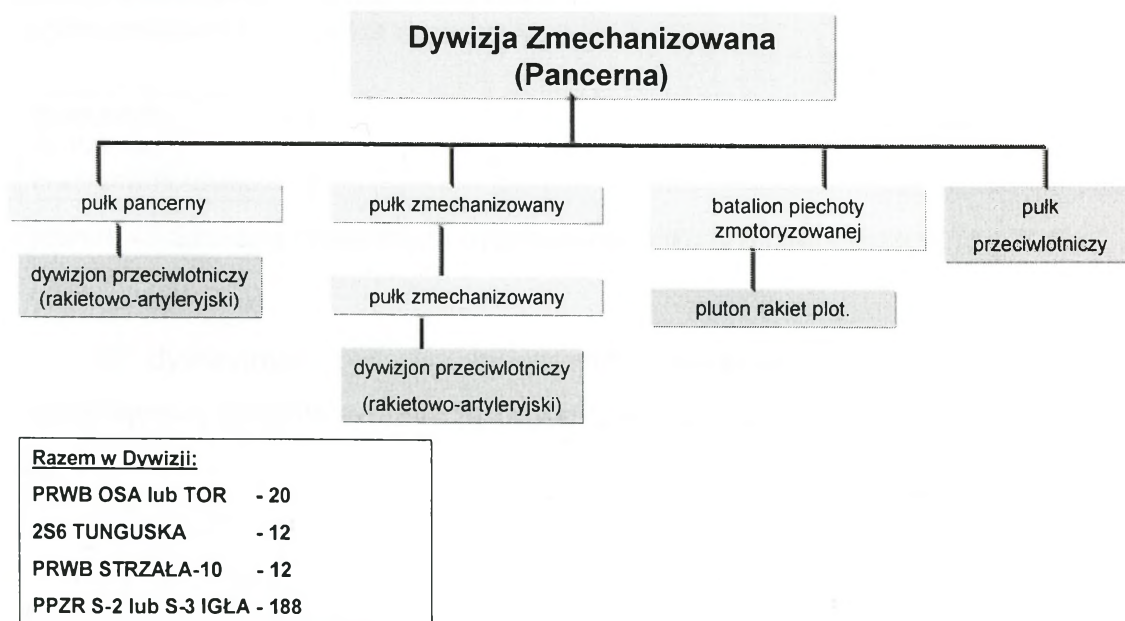 Dywizja Zmechanizowana
(Pancerna)
pułk pancerny
pułk zmechanizowany
batalion piechoty
zmotoryzowanej
pułk
przeciwlotniczy
dywizjon przeciwlotniczy
(rakietowo-artyleryjski)
pułk zmechanizowany
pluton rakiet plot.
dywizjon przeciwlotniczy
(rakietowo-artyleryjski)
Razem w Dywizji:
PRWB OSA lub TOR - 20
2S6 TUNGUSKA - 12
PRWB STRZAŁA-10 - 12
PPZR S-2 lub S-3 IGŁA - 188